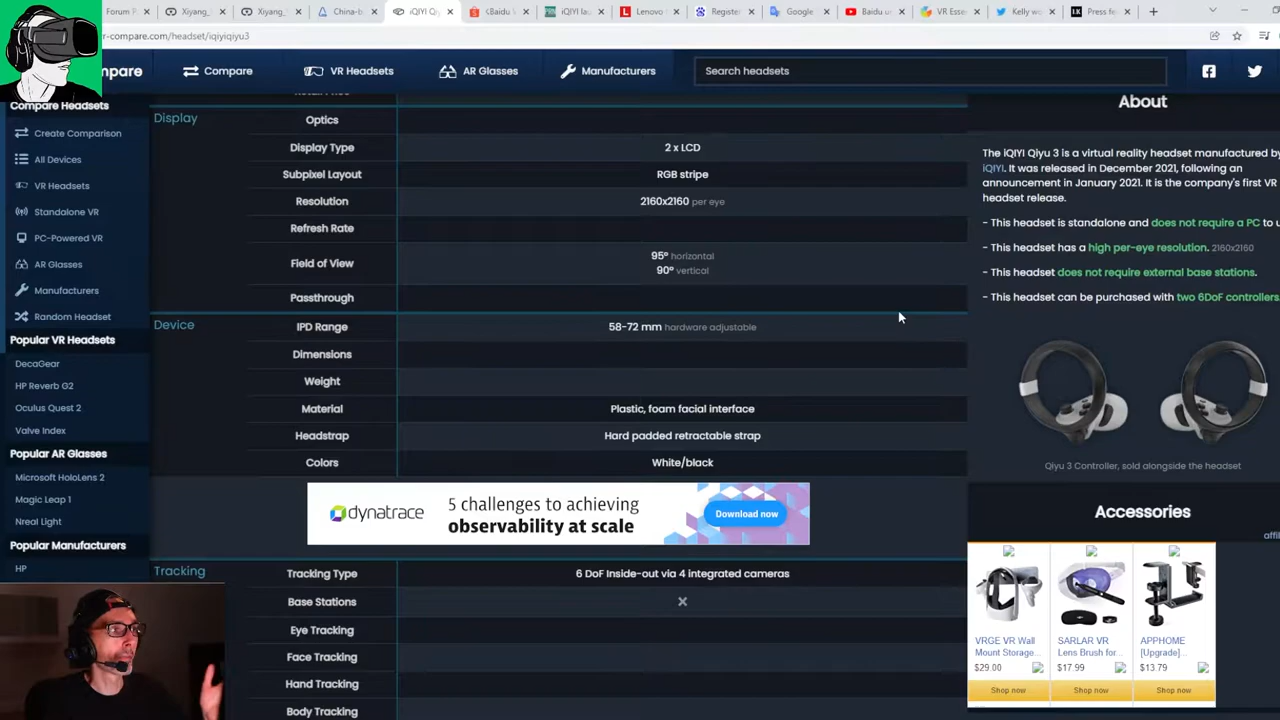 Forum P
Xiyang_
Xiyang_
China-b
iQIYI Q
Baidu V
iQIYI la
Lenovo
Registe
Google
Baidu u
VR Esse
Kelly w
Press fe
r-compare.com/headset/iqiyiqiyu3
mpare
Compare
VR Headsets
AR Glasses
Manufacturers
Search headsets
Compare Headsets
Create Comparison
All Devices
VR Headsets
Standalone VR
PC-Powered VR
AR Glasses
Manufacturers
Random Headset
Popular VR Headsets
DecaGear
HP Reverb G2
Oculus Quest 2
Valve Index
Popular AR Glasses
Microsoft HoloLens 2
Magic Leap 1
Nreal Light
Popular Manufacturers
HP
Display
Optics
Display Type 2 x LCD
Subpixel Layout RGB stripe
Resolution 2160x2160 per eye
Refresh Rate
Field of View 95º horizontal
90º vertical
Passthrough
Device
IPD Range 58-72 mm hardware adjustable
Dimensions
Weight
Material Plastic, foam facial interface
Headstrap Hard padded retractable strap
Colors White/black
dynatrace
5 challenges to achieving
observability at scale
Download now
Tracking
Tracking Type 6 DoF Inside-out via 4 integrated cameras
Base Stations
Eye Tracking
Face Tracking
Hand Tracking
Body Tracking
About
The iQIYI Qiyu 3 is a virtual reality headset manufactured by
iQIYI. It was released in December 2021, following an
announcement in January 2021. It is the company's first VR
headset release.
- This headset is standalone and does not require a PC to u
- This headset has a high per-eye resolution. 2160x2160
- This headset does not require external base stations.
- This headset can be purchased with two 6DoF controllers.
Qiyu 3 Controller, sold alongside the headset
Accessories
affi
VRGE VR Wall
Mount Storage...
$29.00
Shop now
SARLAR VR
Lens Brush for...
$17.99
Shop now
APPHOME
[Upgrade]...
$13.79
Shop now